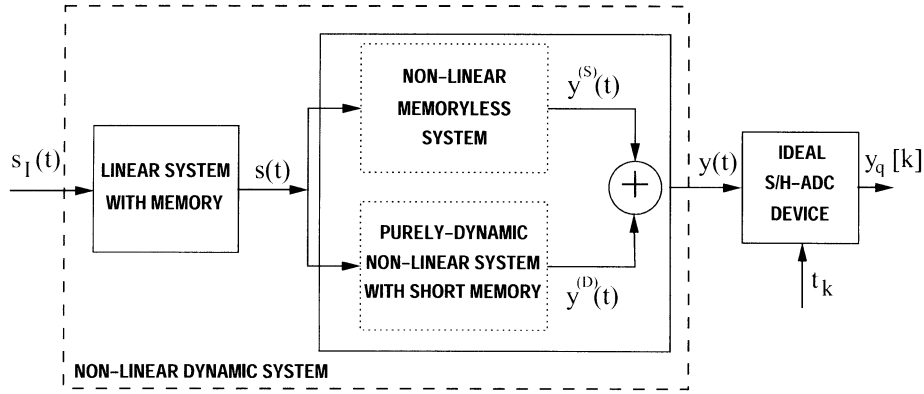 s_I(t)
LINEAR SYSTEM
WITH MEMORY
s(t)
NON-LINEAR
MEMORYLESS
SYSTEM
y^(S)(t)
PURELY-DYNAMIC
NON-LINEAR SYSTEM
WITH SHORT MEMORY
y^(D)(t)
+
y(t)
IDEAL
S/H-ADC
DEVICE
y_q[k]
t_k
NON-LINEAR DYNAMIC SYSTEM